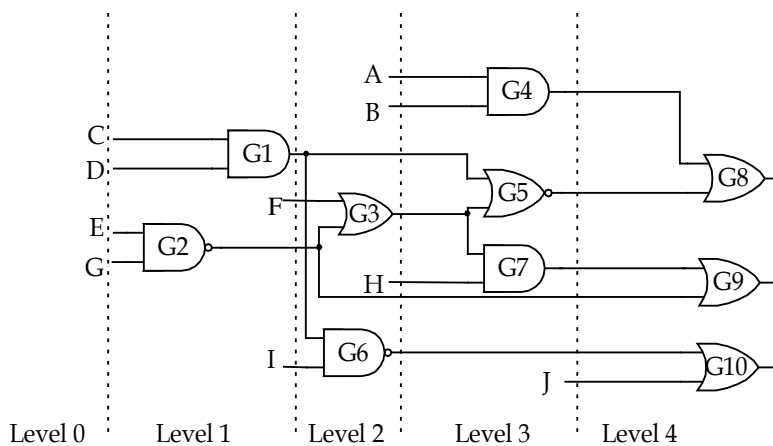 A
G4
B
C
G1
D
G5
G8
F
G3
E
G2
G
G7
H
G9
G6
I
G10
J
Level 0
Level 1
Level 2
Level 3
Level 4